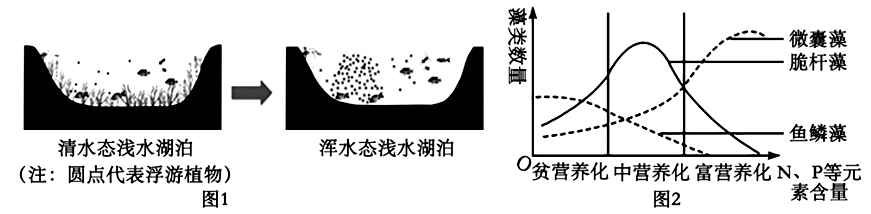 清水态浅水湖泊
(注：圆点代表浮游植物)
浑水态浅水湖泊
图1
藻类数量
微囊藻
脆杆藻
鱼鳞藻
O
贫营养化 中营养化 富营养化
N、P等元
素含量
图2